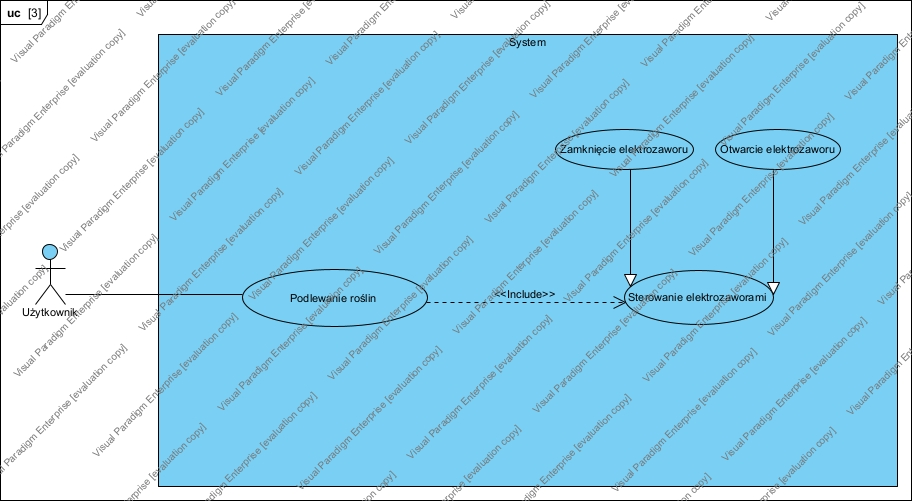 uc [3]
System
Zamknięcie elektrozaworu
Otwarcie elektrozaworu
Użytkownik
Podlewanie roślin
<<Include>>
Sterowanie elektrozaworami
Visual Paradigm Enterprise [evaluation copy]